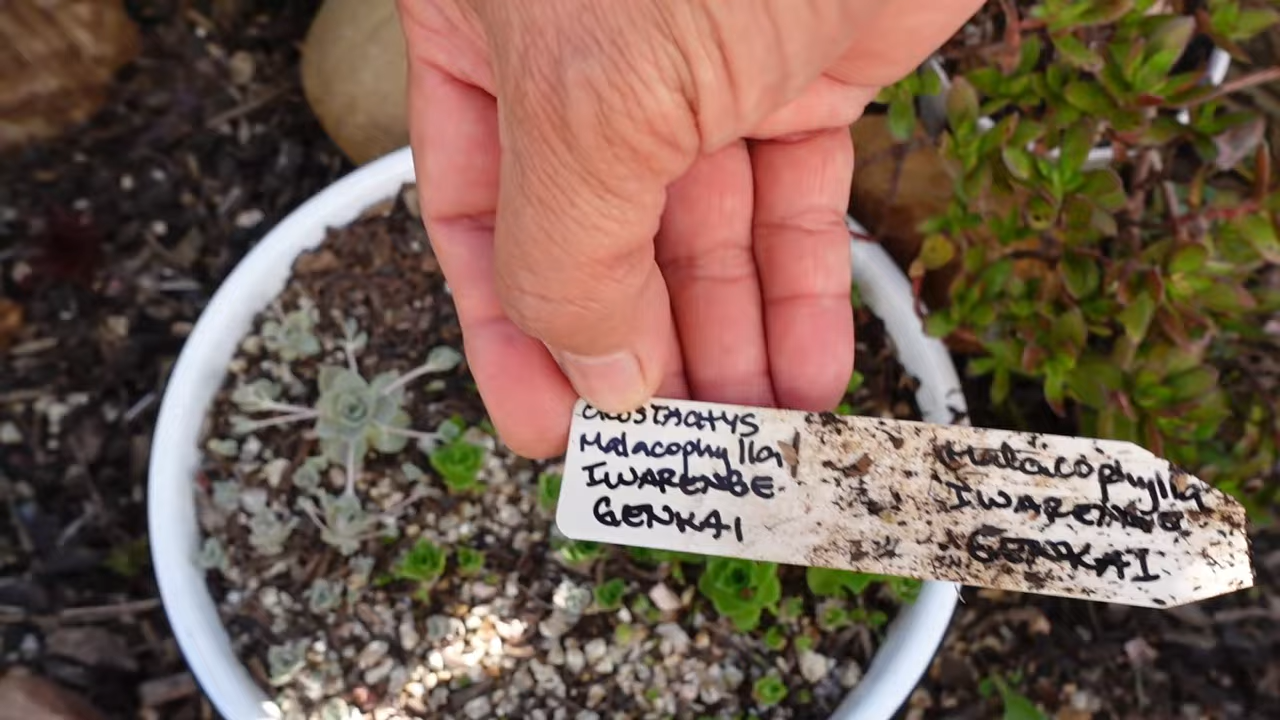 OROSTACHYS
Malacophylla
IWARENGE
GENKAI
Malacophylla
IWARENGE
GENKAI